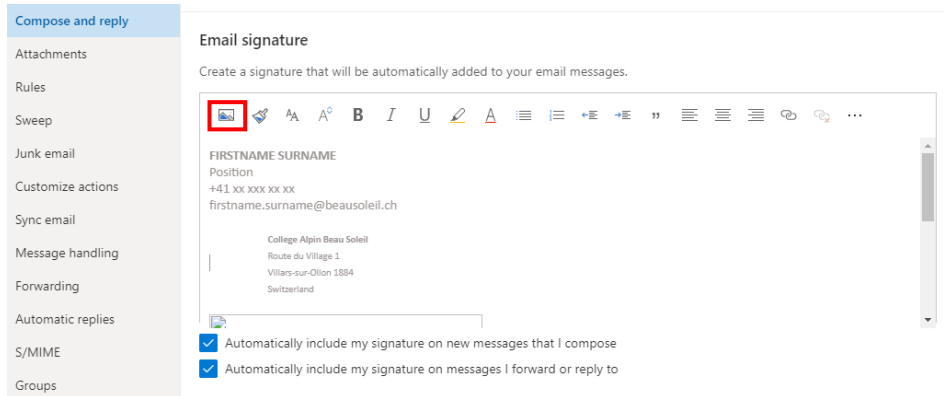 Compose and reply
Attachments
Rules
Sweep
Junk email
Customize actions
Sync email
Message handling
Forwarding
Automatic replies
S/MIME
Groups
Email signature
Create a signature that will be automatically added to your email messages.
FIRSTNAME SURNAME
Position
+41 xx xxx xx xx
firstname.surname@beausoleil.ch
College Alpin Beau Soleil
Route du Village 1
Villars-sur-Ollon 1884
Switzerland
Automatically include my signature on new messages that I compose
Automatically include my signature on messages I forward or reply to